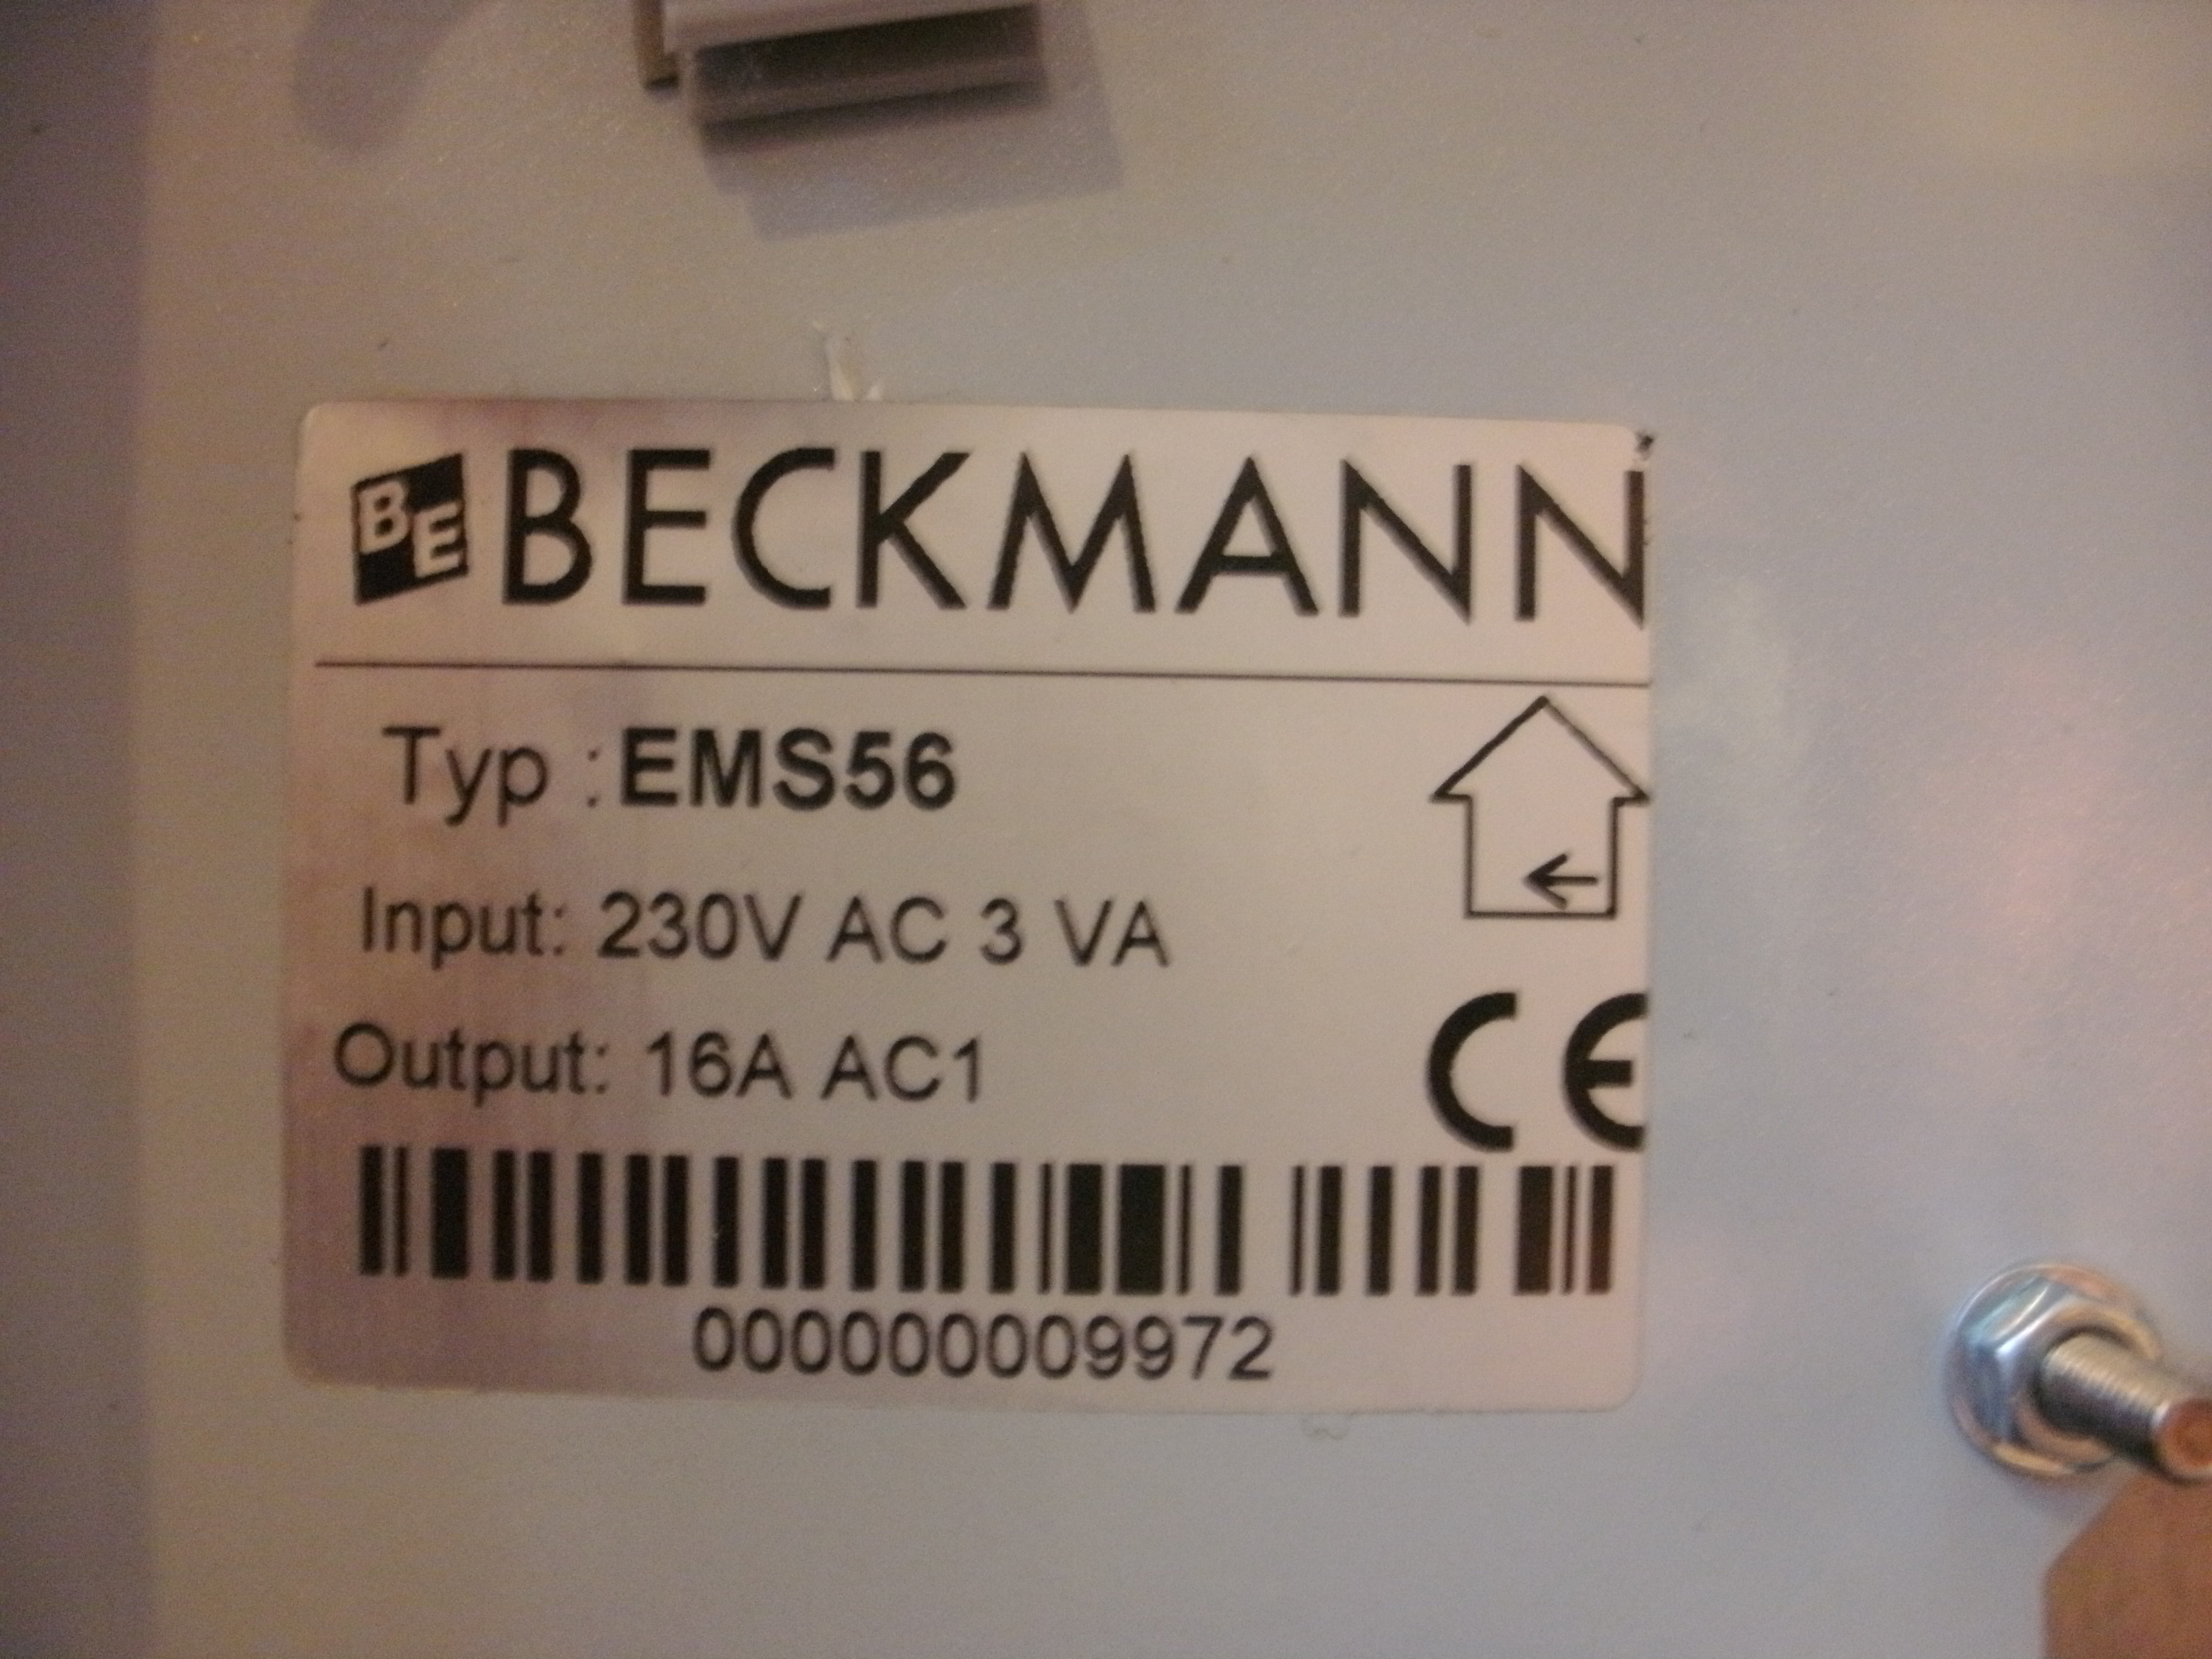 BE BECKMANN
Typ : EMS56
Input: 230V AC 3 VA
Output: 16A AC1
CE
000000009972